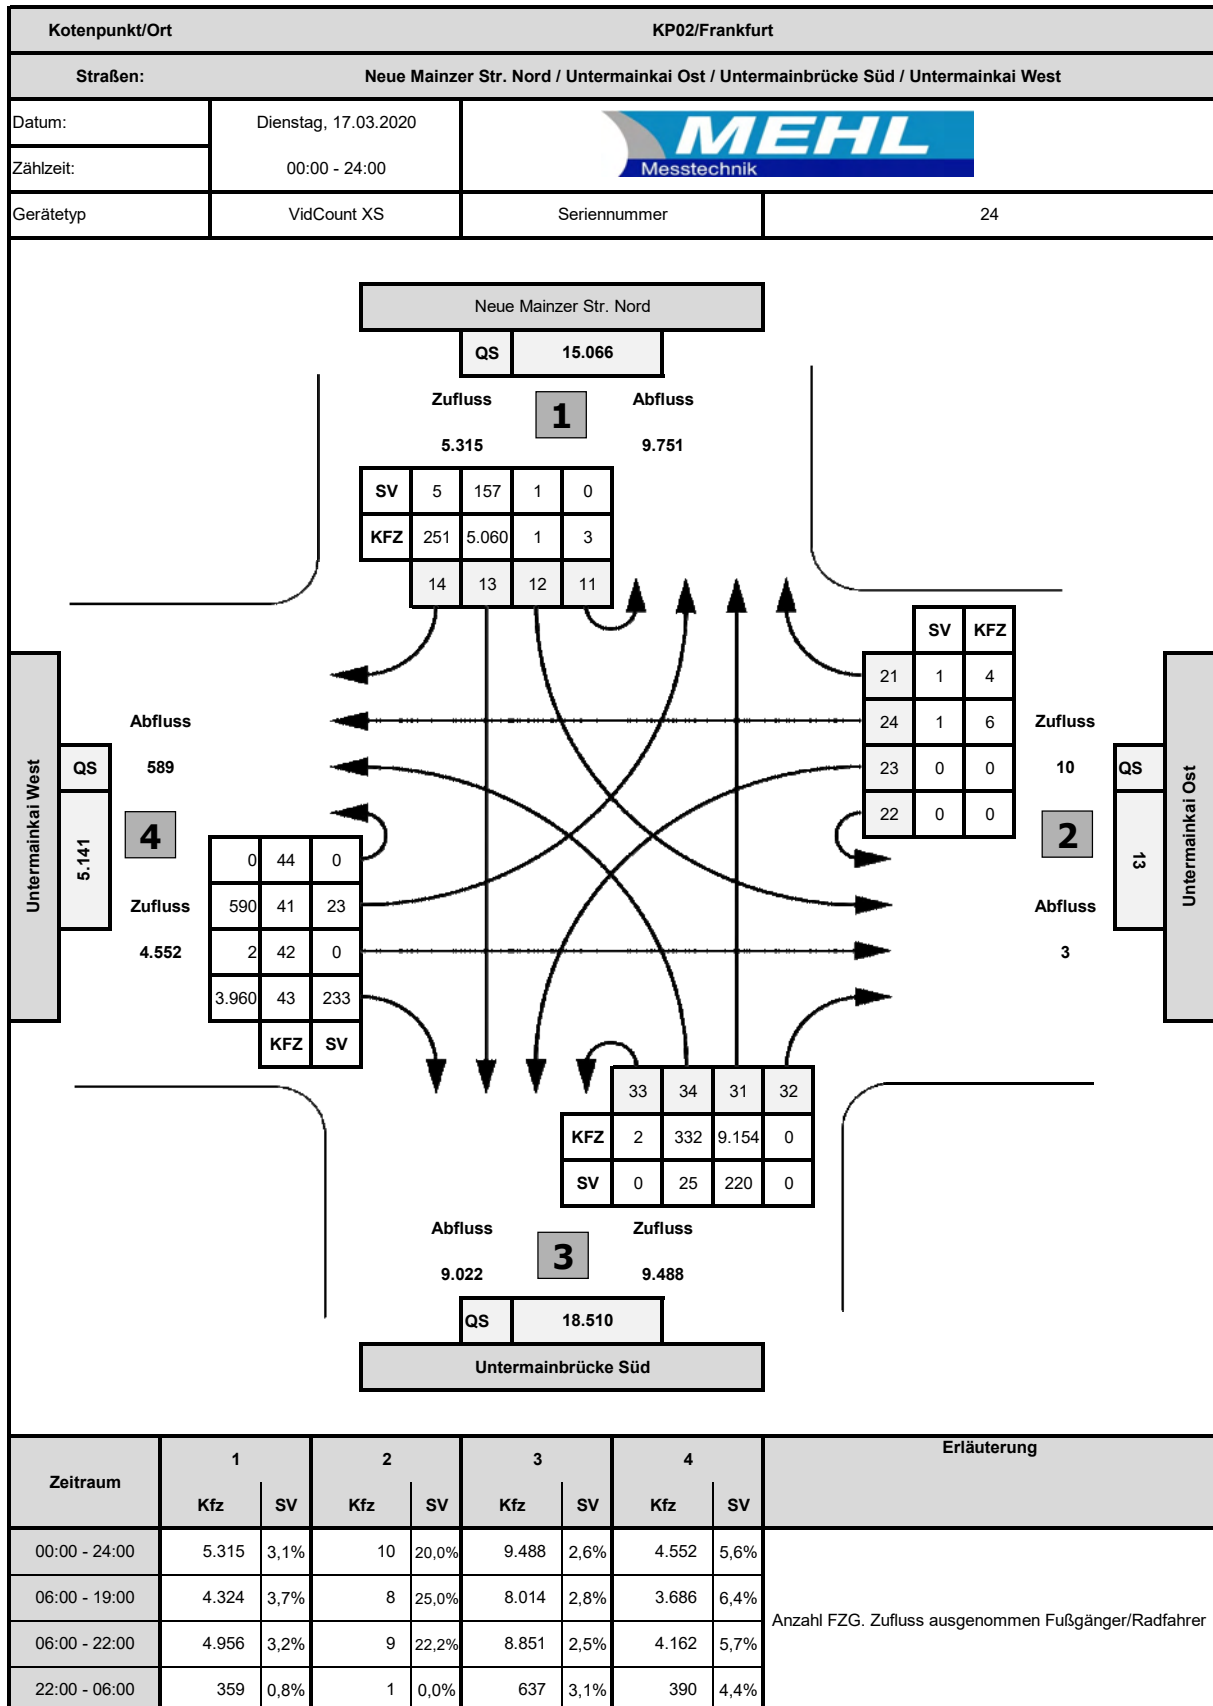 Kotenpunkt/Ort KP02/Frankfurt
Straßen: Neue Mainzer Str. Nord / Untermainkai Ost / Untermainbrücke Süd / Untermainkai West
Datum: Dienstag, 17.03.2020
MEHL
Messtechnik
Zählzeit: 00:00 - 24:00
Gerätetyp VidCount XS Seriennummer 24
Neue Mainzer Str. Nord
QS 15.066
Zufluss 1 Abfluss
5.315 9.751
SV 5 157 1 0
KFZ 251 5.060 1 3
14 13 12 11
SV KFZ
21 1 4
24 1 6
23 0 0
22 0 0
Zufluss
10
QS
13
2
Abfluss
3
Untermainkai Ost
Untermainkai West
QS
5.141
Abfluss
589
4
Zufluss
4.552
0 44 0
590 41 23
2 42 0
3.960 43 233
KFZ SV
33 34 31 32
KFZ 2 332 9.154 0
SV 0 25 220 0
Abfluss 3 Zufluss
9.022 9.488
QS 18.510
Untermainbrücke Süd
Zeitraum 1 2 3 4 Erläuterung
Kfz SV Kfz SV Kfz SV Kfz SV
00:00 - 24:00 5.315 3,1% 10 20,0% 9.488 2,6% 4.552 5,6%
06:00 - 19:00 4.324 3,7% 8 25,0% 8.014 2,8% 3.686 6,4%
Anzahl FZG. Zufluss ausgenommen Fußgänger/Radfahrer
06:00 - 22:00 4.956 3,2% 9 22,2% 8.851 2,5% 4.162 5,7%
22:00 - 06:00 359 0,8% 1 0,0% 637 3,1% 390 4,4%